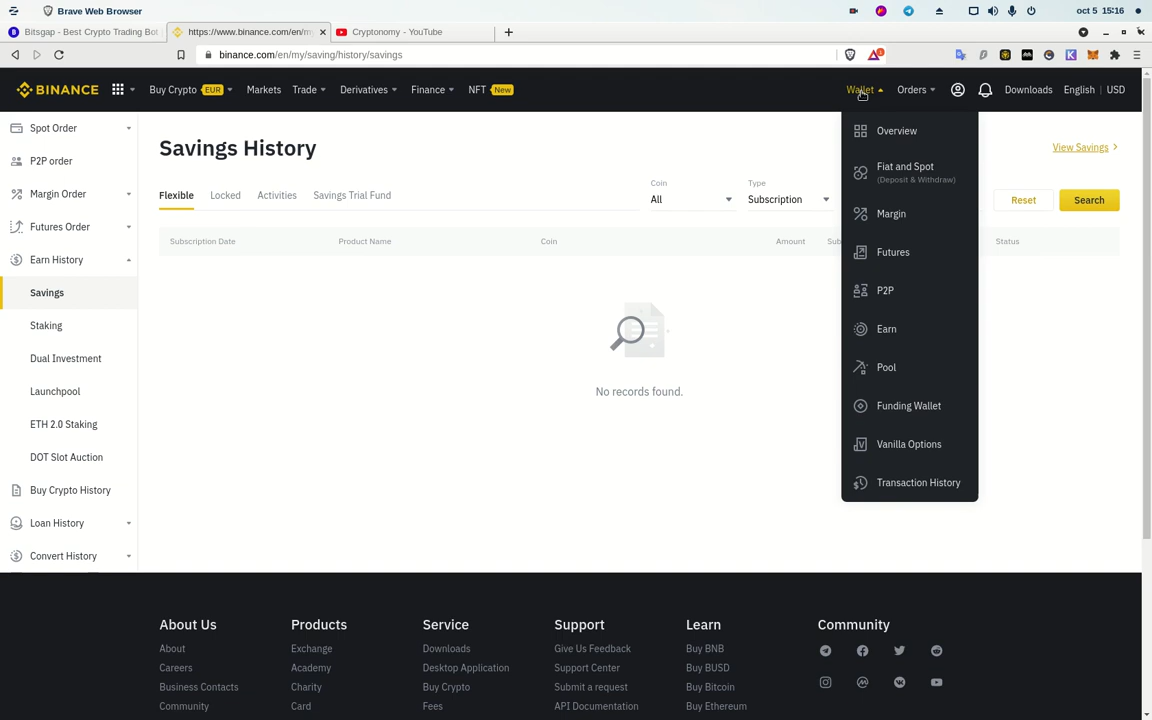 Brave Web Browser
oct 5 15:16
Bitsgap - Best Crypto Trading Bot
https://www.binance.com/en/m
Cryptonomy - YouTube
binance.com/en/my/saving/history/savings
BINANCE
Buy Crypto EUR
Markets
Trade
Derivatives
Finance
NFT New
Wallet
Orders
Downloads
English | USD
Spot Order
P2P order
Margin Order
Futures Order
Earn History
Savings
Staking
Dual Investment
Launchpool
ETH 2.0 Staking
DOT Slot Auction
Buy Crypto History
Loan History
Convert History
Savings History
View Savings
Flexible
Locked
Activities
Savings Trial Fund
Coin
All
Type
Subscription
Reset
Search
Subscription Date
Product Name
Coin
Amount
Sub
Status
No records found.
Overview
Fiat and Spot
(Deposit & Withdraw)
Margin
Futures
P2P
Earn
Pool
Funding Wallet
Vanilla Options
Transaction History
About Us
About
Careers
Business Contacts
Community
Products
Exchange
Academy
Charity
Card
Service
Downloads
Desktop Application
Buy Crypto
Fees
Support
Give Us Feedback
Support Center
Submit a request
API Documentation
Learn
Buy BNB
Buy BUSD
Buy Bitcoin
Buy Ethereum
Community